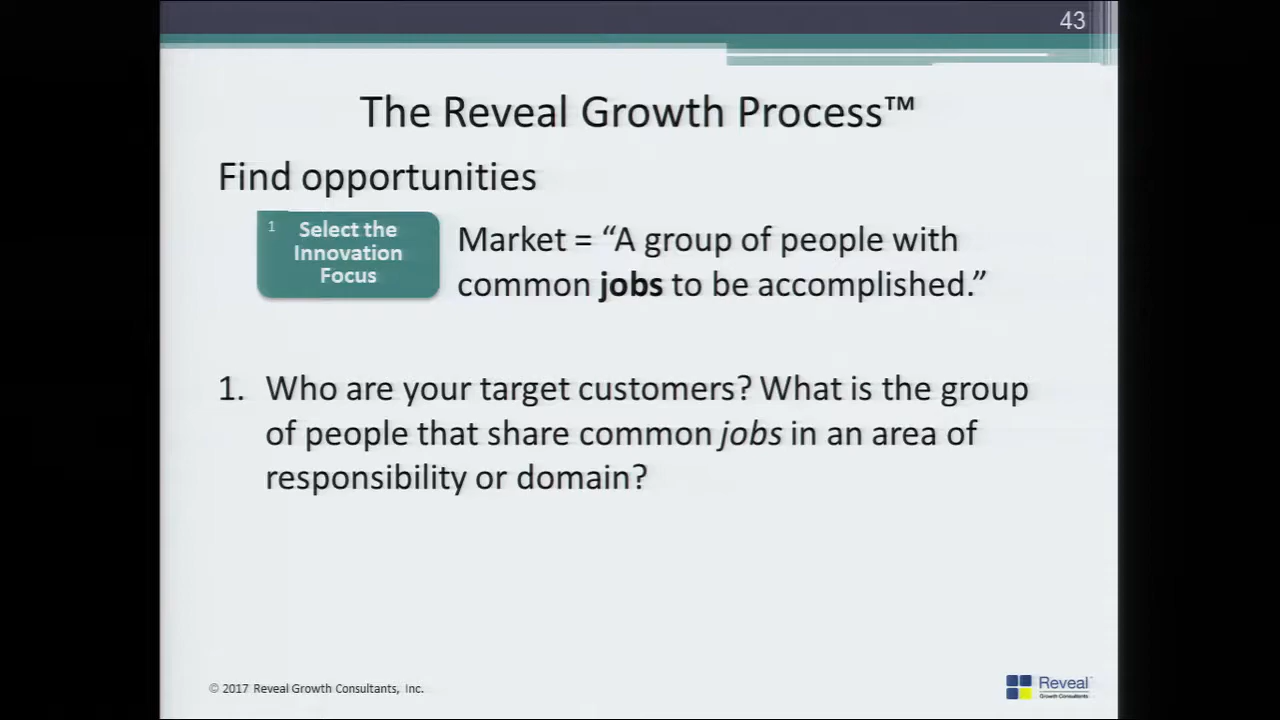 43
The Reveal Growth Process™
Find opportunities
1
Select the
Innovation
Focus
Market = “A group of people with
common jobs to be accomplished.”
1. Who are your target customers? What is the group
of people that share common jobs in an area of
responsibility or domain?
© 2017 Reveal Growth Consultants, Inc.
Reveal
Growth Consultants